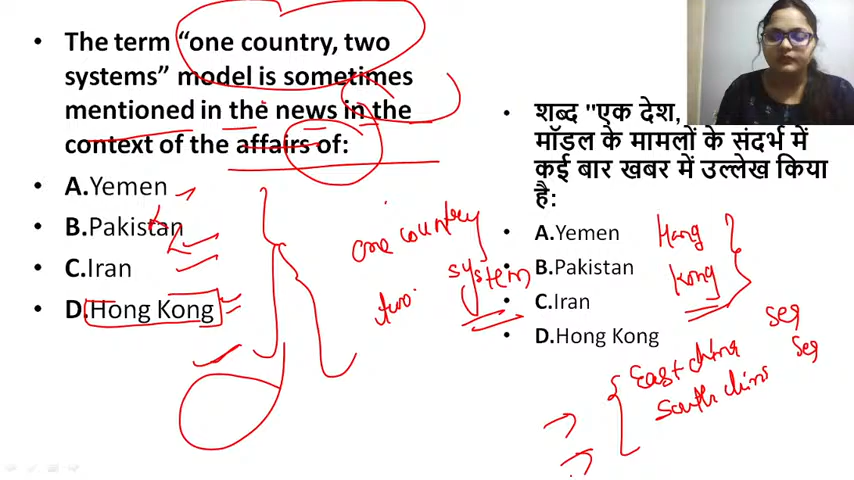 • The term “one country, two
systems” model is sometimes
mentioned in the news in the
context of the affairs of:
• A.Yemen
• B.Pakistan
• C.Iran
• D.Hong Kong
• शब्द "एक देश,
मॉडल के मामलों के संदर्भ में
कई बार खबर में उल्लेख किया
है:
• A.Yemen
• B.Pakistan
• C.Iran
• D.Hong Kong
one country
two system
Hong
Kong
East china sea
South china sea